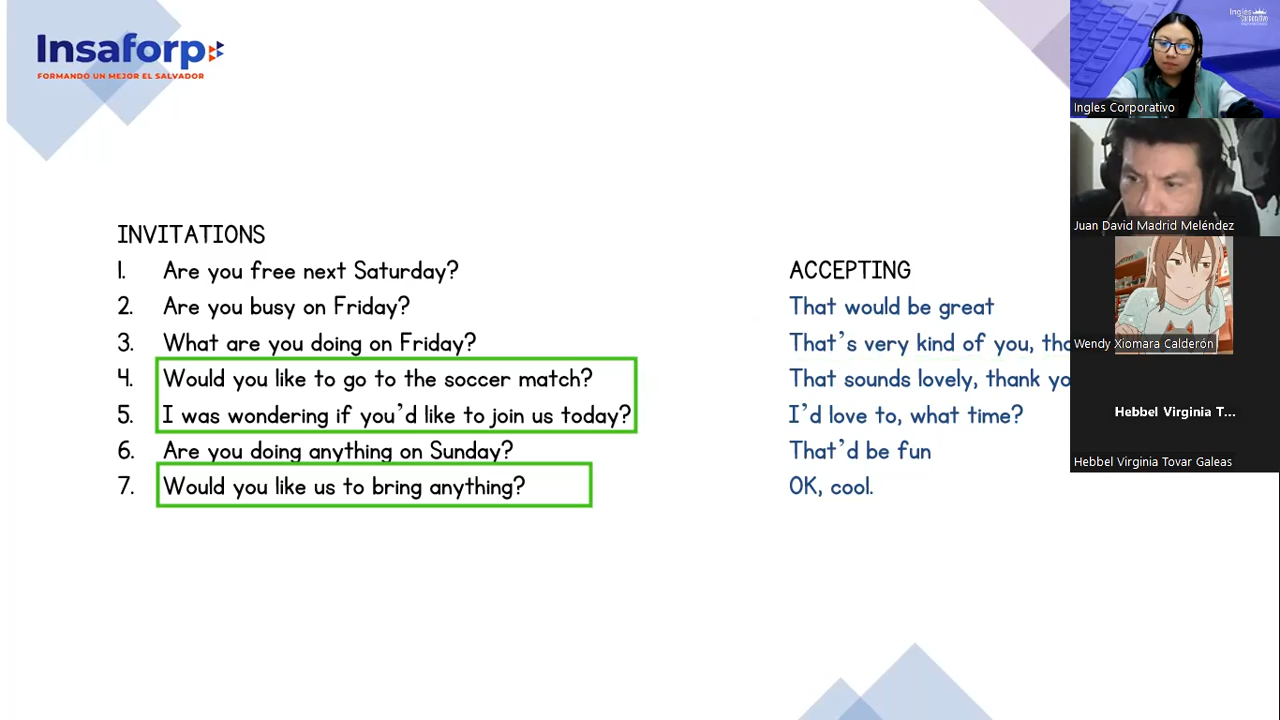 Insaforp
FORMANDO UN MEJOR EL SALVADOR
INVITATIONS
1. Are you free next Saturday?
2. Are you busy on Friday?
3. What are you doing on Friday?
4. Would you like to go to the soccer match?
5. I was wondering if you'd like to join us today?
6. Are you doing anything on Sunday?
7. Would you like us to bring anything?
ACCEPTING
That would be great
That's very kind of you,
That sounds lovely, thank
I'd love to, what time?
That'd be fun
OK, cool.
Ingles
Ingles Corporativo
Juan David Madrid Meléndez
Wendy Xiomara Calderón
Hebbel Virginia T...
Hebbel Virginia Tovar Galeas